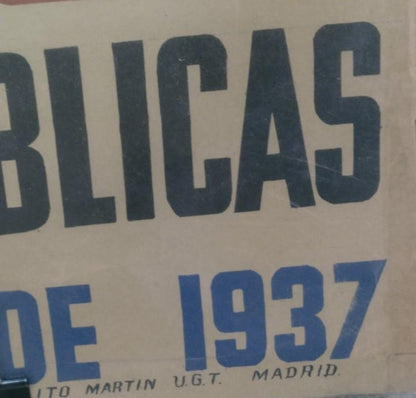 BLICAS
DE 1937
ITO MARTIN U.G.T. MADRID.